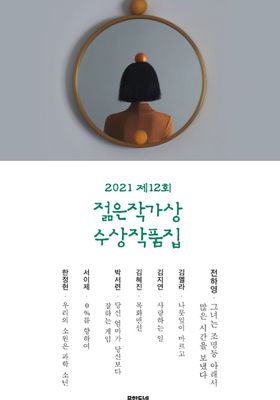 2021 제12회
젊은작가상
수상작품집
전하영 · 그녀는 조명등 아래서
많은 시간을 보냈다
김멜라 · 나뭇잎이 마르고
김지연 · 사랑하는 일
김혜진 · 목화맨션
박서련 · 당신 엄마가 당신보다
잘하는 게임
서이제 · 0%를 향하여
한정현 · 우리의 소원은 과학 소년
문학동네